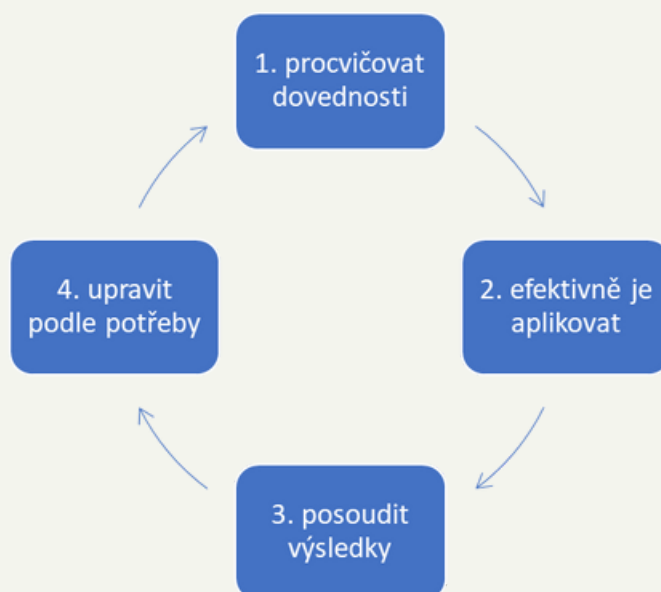 1. procvičovat
dovednosti
2. efektivně je
aplikovat
3. posoudit
výsledky
4. upravit
podle potřeby